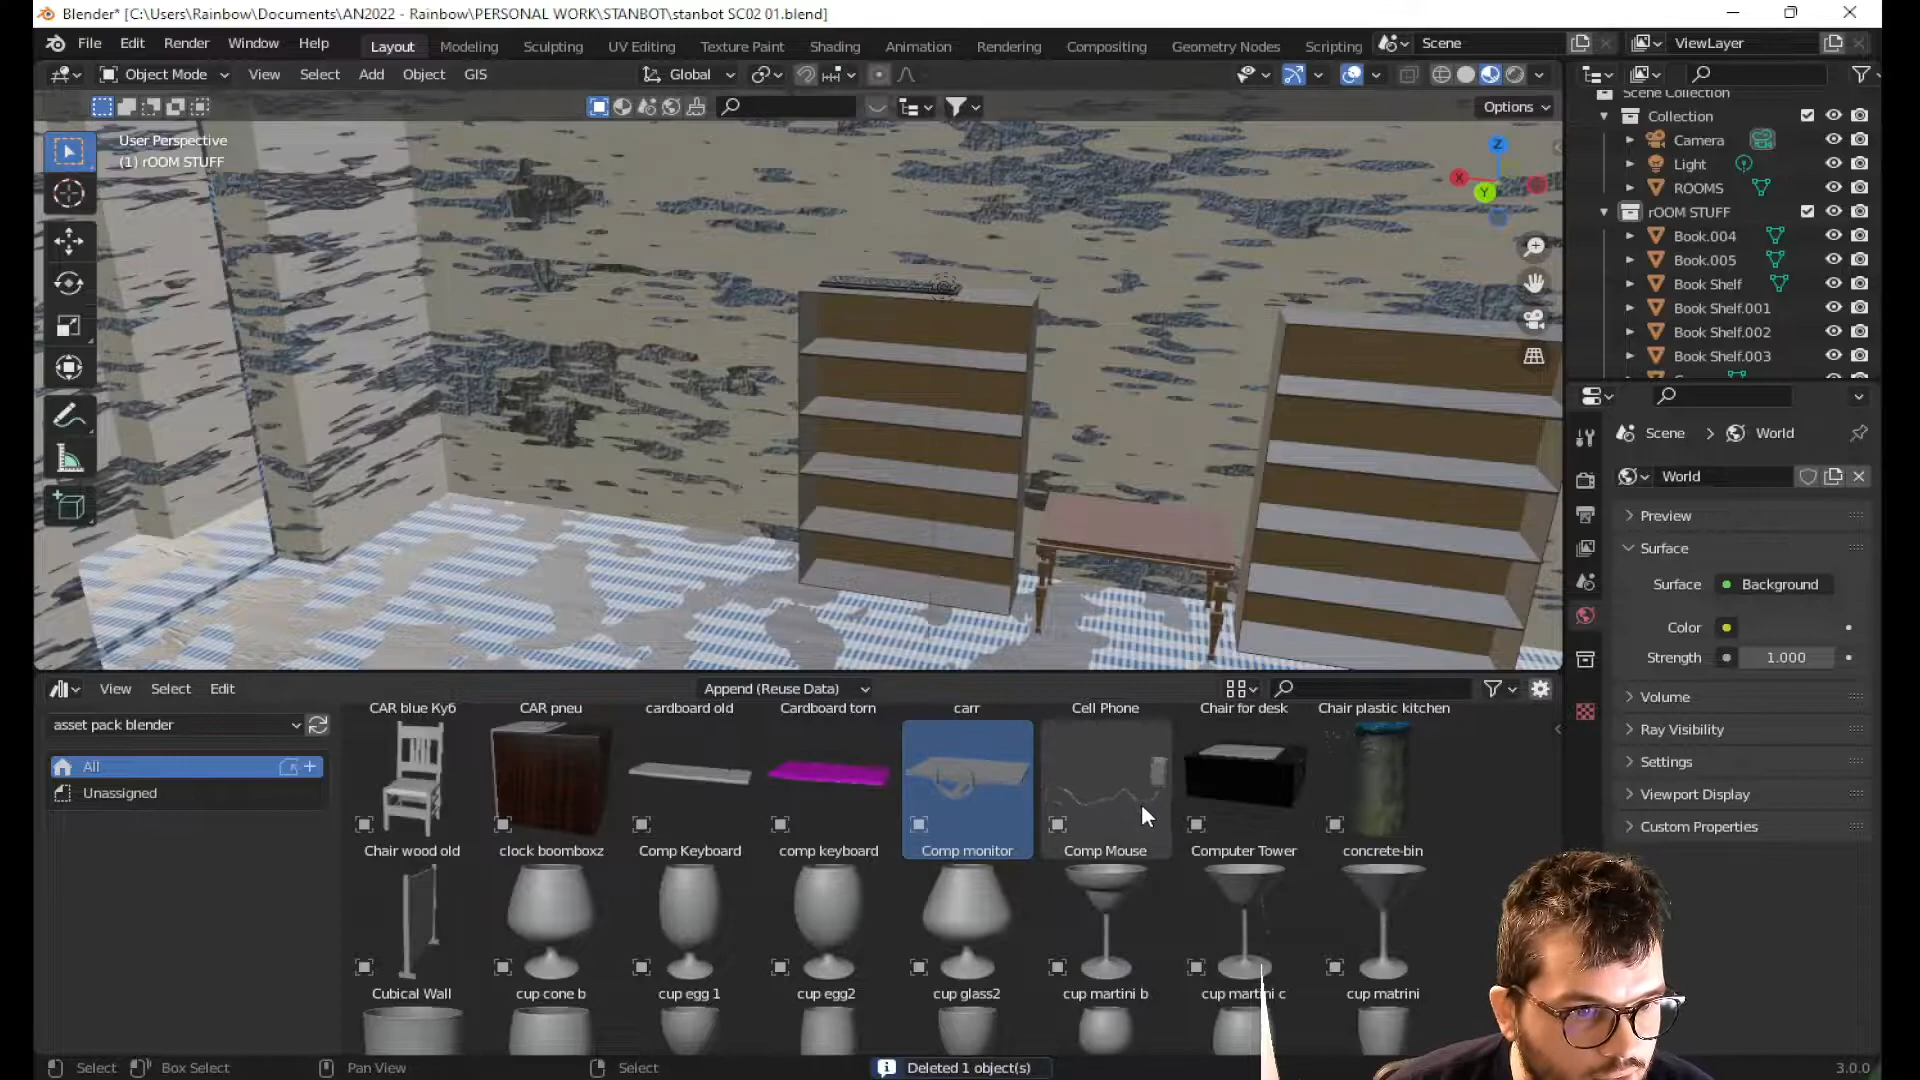 Blender* [C:\Users\Rainbow\Documents\AN2022 - Rainbow\PERSONAL WORK\STANBOT\stanbot SC02 01.blend]
File Edit Render Window Help Layout Modeling Sculpting UV Editing Texture Paint Shading Animation Rendering Compositing Geometry Nodes Scripting Scene ViewLayer
Object Mode View Select Add Object GIS Global
Options
User Perspective
(1) rOOM STUFF
Z
X
Y
Scene Collection
Collection
Camera
Light
ROOMS
rOOM STUFF
Book.004
Book.005
Book Shelf
Book Shelf.001
Book Shelf.002
Book Shelf.003
Scene > World
World
Preview
Surface
Surface Background
Color
Strength 1.000
Volume
Ray Visibility
Settings
Viewport Display
Custom Properties
View Select Edit Append (Reuse Data)
asset pack blender
All
Unassigned
CAR blue Ky6 CAR pneu cardboard old Cardboard torn carr Cell Phone Chair for desk Chair plastic kitchen
Chair wood old clock boomboxz Comp Keyboard comp keyboard Comp monitor Comp Mouse Computer Tower concrete-bin
Cubical Wall cup cone b cup egg 1 cup egg2 cup glass2 cup martini b cup martini c cup matrini
Select Box Select Pan View Select Deleted 1 object(s) 3.0.0